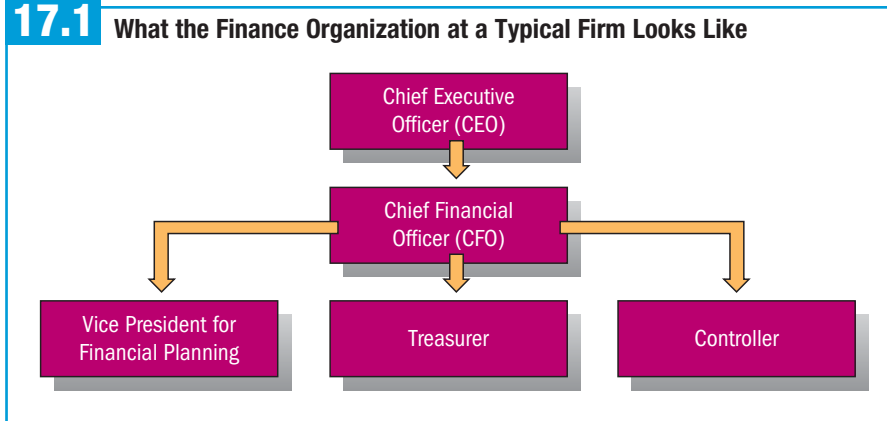 17.1 What the Finance Organization at a Typical Firm Looks Like
Chief Executive
Officer (CEO)
Chief Financial
Officer (CFO)
Vice President for
Financial Planning
Treasurer
Controller